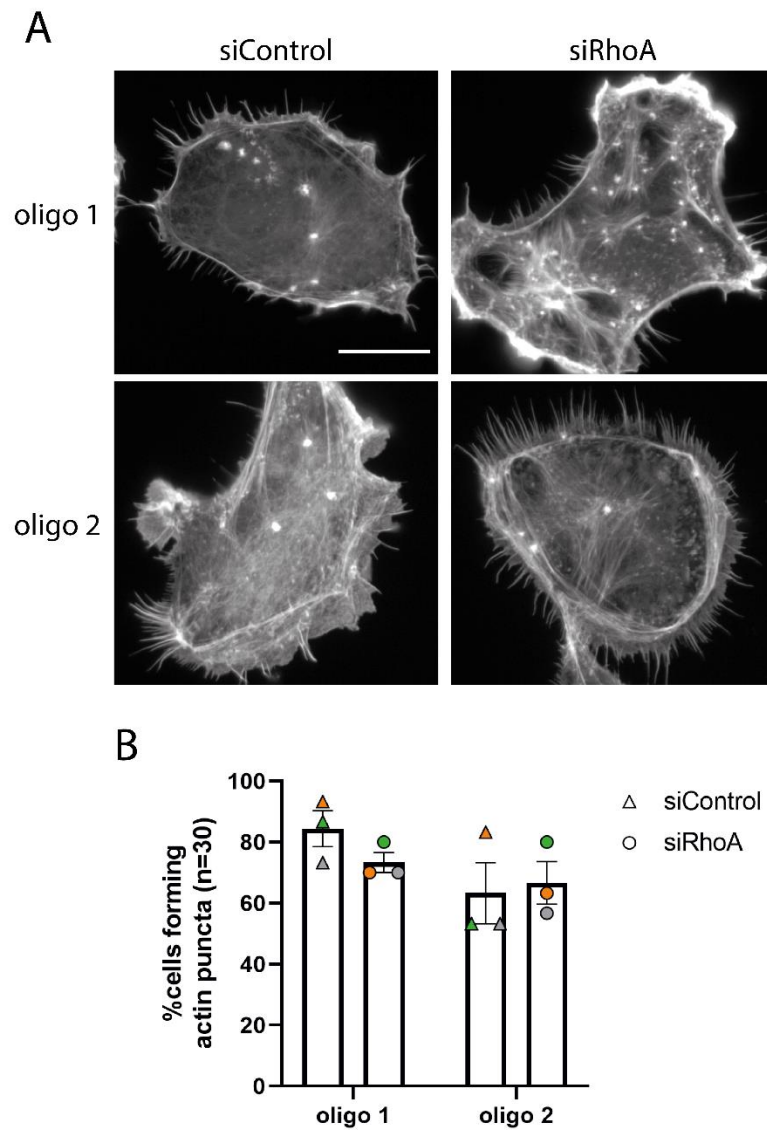 A
siControl
siRhoA
oligo 1
oligo 2
B
%cells forming
actin puncta (n=30)
100
80
60
40
20
0
oligo 1
oligo 2
siControl
siRhoA